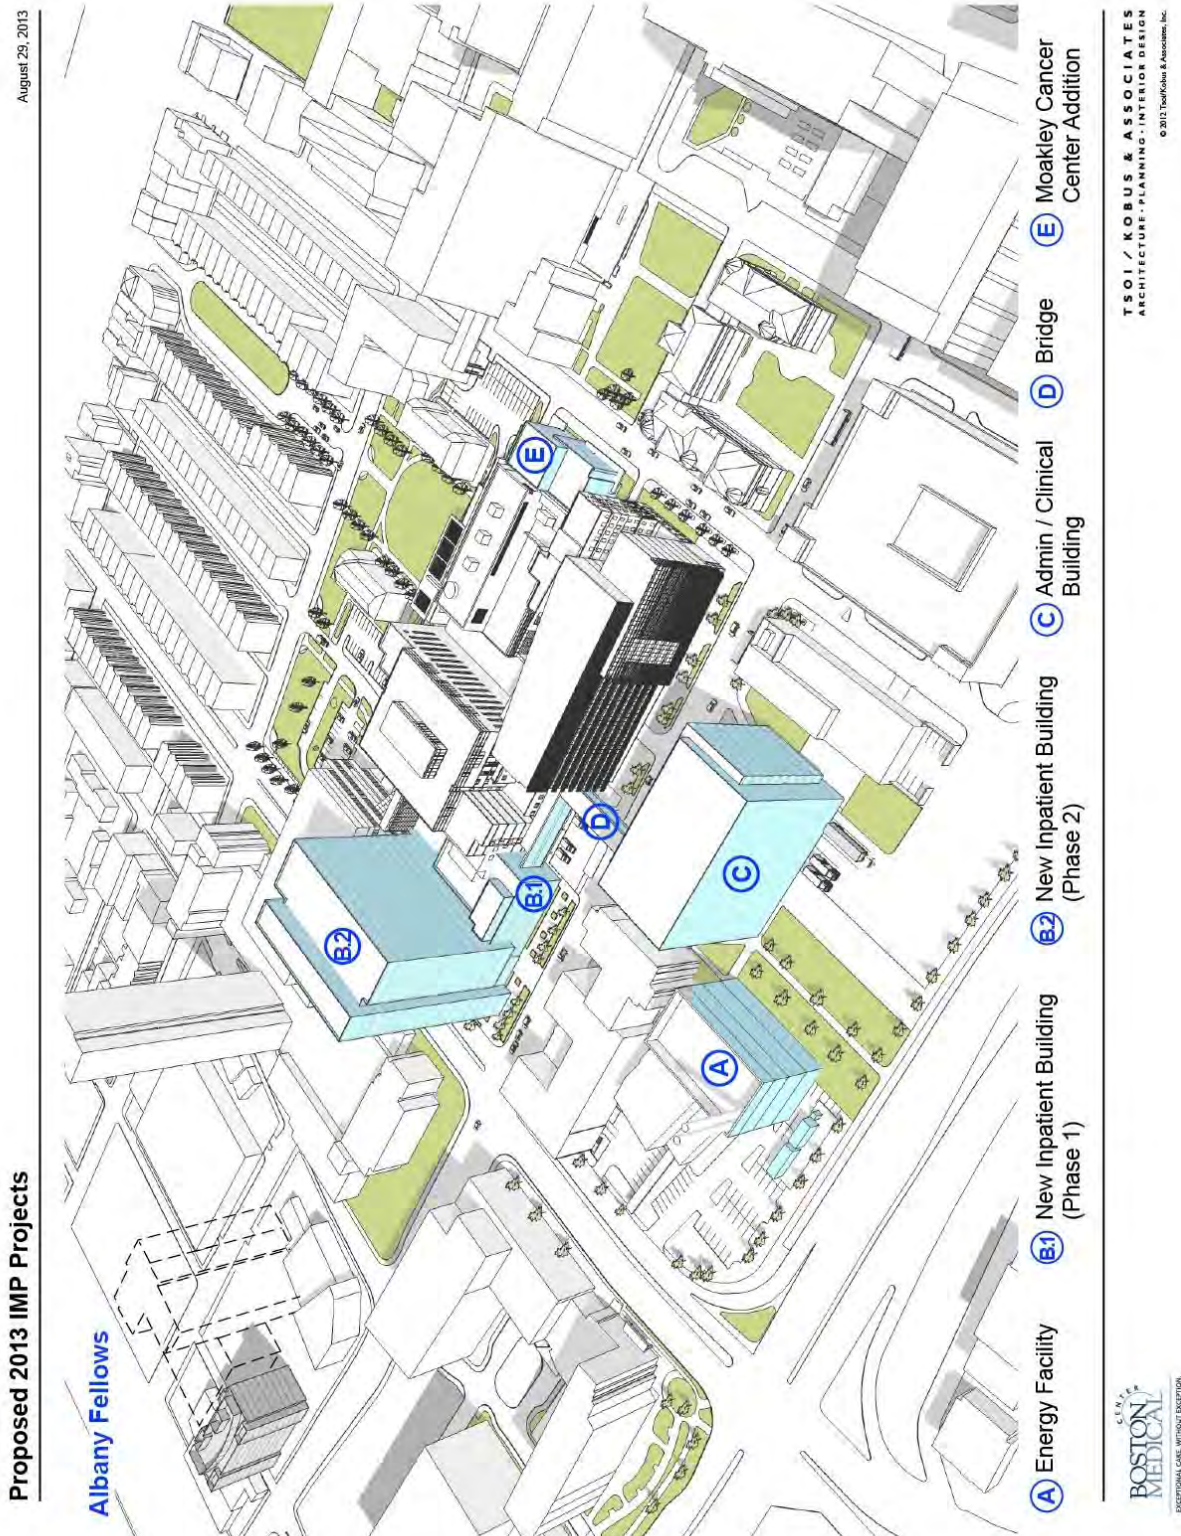 Proposed 2013 IMP Projects
August 29, 2013
Albany Fellows
B.2
E
B.1
D
C
A
A Energy Facility
B.1 New Inpatient Building
(Phase 1)
B.2 New Inpatient Building
(Phase 2)
C Admin / Clinical
Building
D Bridge
E Moakley Cancer
Center Addition
BOSTON
MEDICAL
CENTER
EXCEPTIONAL CARE. WITHOUT EXCEPTION.
TSOI / KOBUS & ASSOCIATES
ARCHITECTURE · PLANNING · INTERIOR DESIGN
© 2012 Tsoi/Kobus & Associates, Inc.